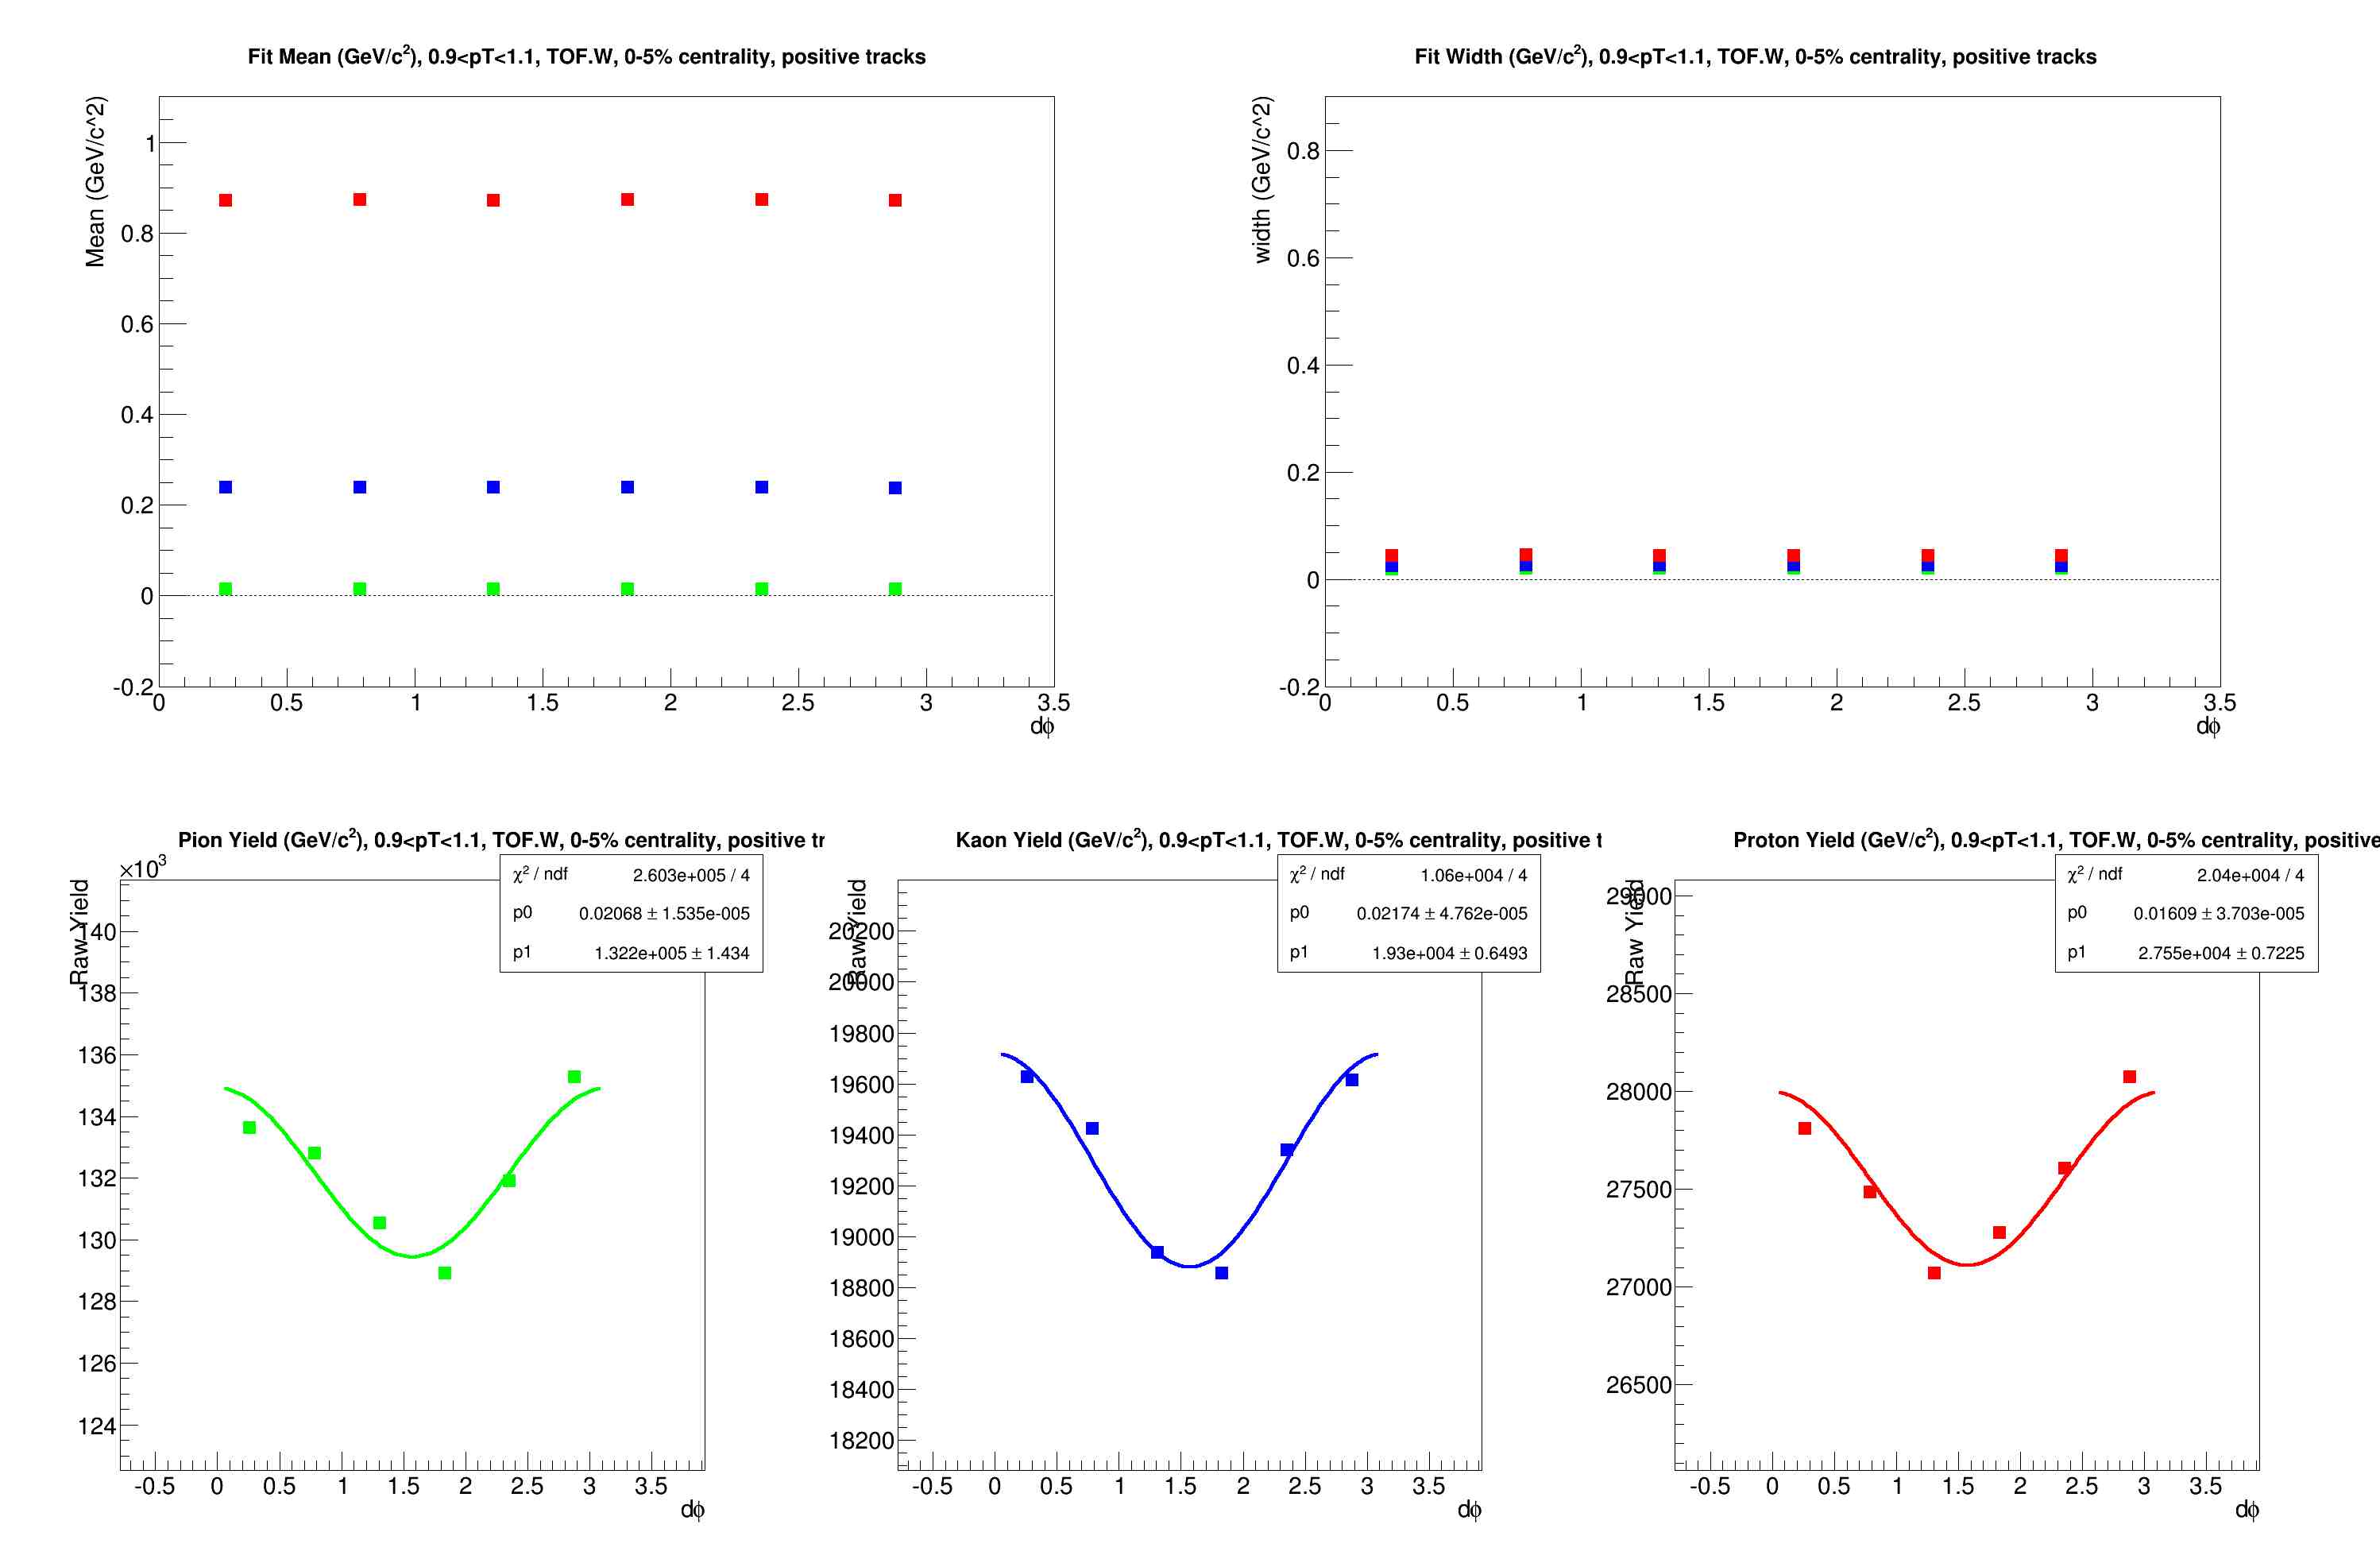 Fit Mean (GeV/c2), 0.9<pT<1.1, TOF.W, 0-5% centrality, positive tracks
Mean (GeV/c^2)
1
0.8
0.6
0.4
0.2
0
-0.2
0 0.5 1 1.5 2 2.5 3 3.5
dϕ
Fit Width (GeV/c2), 0.9<pT<1.1, TOF.W, 0-5% centrality, positive tracks
width (GeV/c^2)
0.8
0.6
0.4
0.2
0
-0.2
0 0.5 1 1.5 2 2.5 3 3.5
dϕ
Pion Yield (GeV/c2), 0.9<pT<1.1, TOF.W, 0-5% centrality, positive tr
×103
Raw Yield
χ2 / ndf 2.603e+005 / 4
p0 0.02068 ± 1.535e-005
p1 1.322e+005 ± 1.434
140
138
136
134
132
130
128
126
124
-0.5 0 0.5 1 1.5 2 2.5 3 3.5
dϕ
Kaon Yield (GeV/c2), 0.9<pT<1.1, TOF.W, 0-5% centrality, positive t
Raw Yield
χ2 / ndf 1.06e+004 / 4
p0 0.02174 ± 4.762e-005
p1 1.93e+004 ± 0.6493
20200
20000
19800
19600
19400
19200
19000
18800
18600
18400
18200
-0.5 0 0.5 1 1.5 2 2.5 3 3.5
dϕ
Proton Yield (GeV/c2), 0.9<pT<1.1, TOF.W, 0-5% centrality, positive
Raw Yield
χ2 / ndf 2.04e+004 / 4
p0 0.01609 ± 3.703e-005
p1 2.755e+004 ± 0.7225
29000
28500
28000
27500
27000
26500
-0.5 0 0.5 1 1.5 2 2.5 3 3.5
dϕ